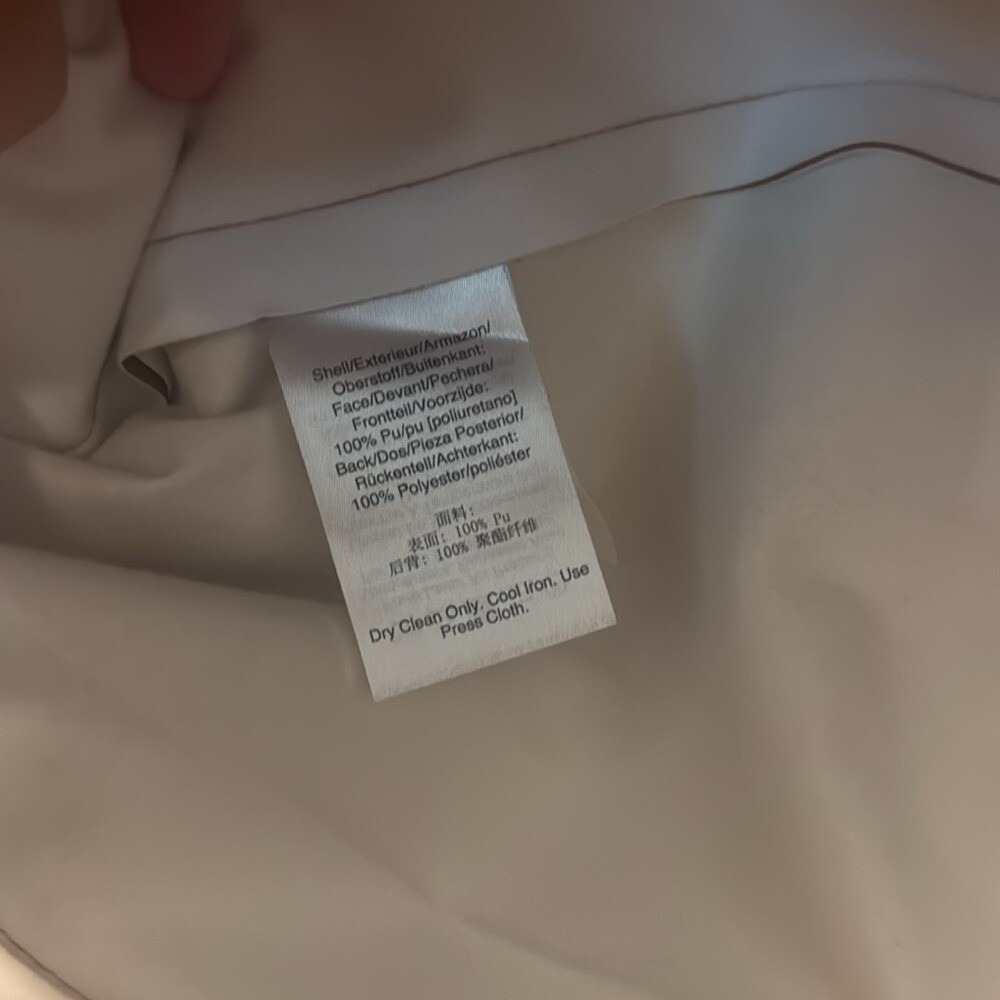 Shell/Exterieur/Armazon/
Oberstoff/Buitenkant:
Face/Devant/Pechera/
Frontteil/Voorzijde:
100% Pu/pu [poliuretano]
Back/Dos/Pieza Posterior/
Rückenteil/Achterkant:
100% Polyester/poliéster
面料:
表面: 100% Pu
后背: 100% 聚酯纤维
Dry Clean Only. Cool Iron. Use
Press Cloth.